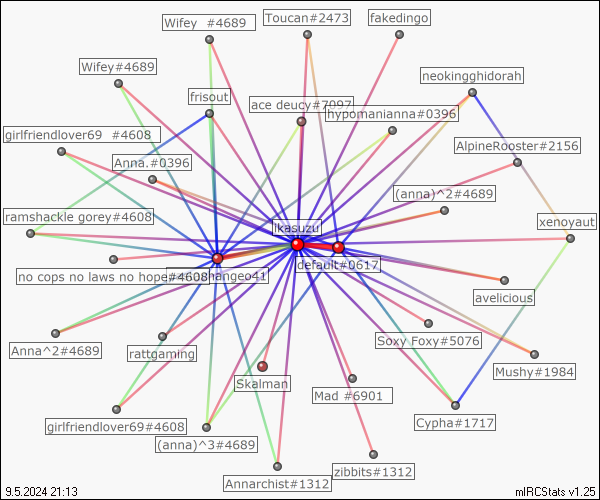 Wifey  #4689
Toucan#2473
fakedingo
Wifey#4689
neokingghidorah
frisout
ace deucy#7097
hypomanianna#0396
girlfriendlover69  #4608
AlpineRooster#2156
Anna.#0396
(anna)^2#4689
ramshackle gorey#4608
ikasuzu
xenoyaut
default#0617
no cops no laws no hope#4608
hangeo41
avelicious
Soxy Foxy#5076
Anna^2#4689
rattgaming
Mushy#1984
Skalman
Mad #6901
girlfriendlover69#4608
Cypha#1717
(anna)^3#4689
zibbits#1312
Annarchist#1312
9.5.2024 21:13
mIRCStats v1.25